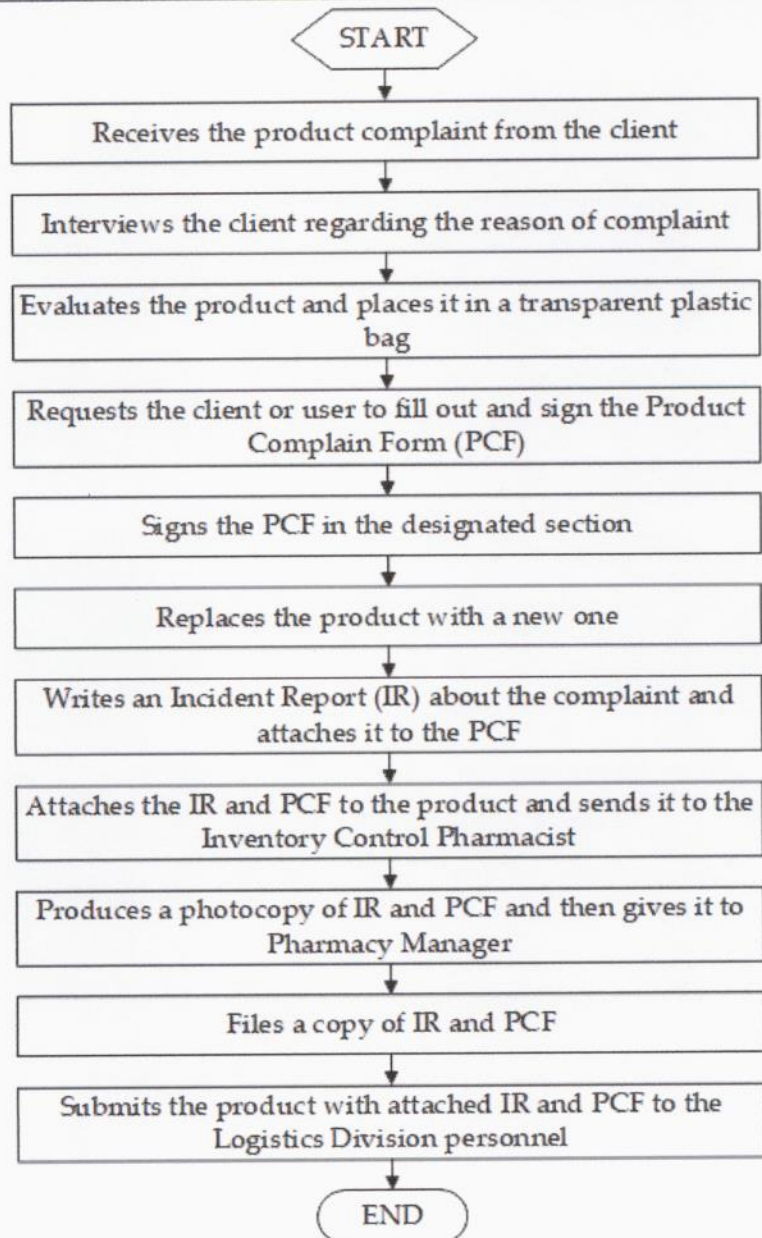 START
Receives the product complaint from the client
Interviews the client regarding the reason of complaint
Evaluates the product and places it in a transparent plastic
bag
Requests the client or user to fill out and sign the Product
Complain Form (PCF)
Signs the PCF in the designated section
Replaces the product with a new one
Writes an Incident Report (IR) about the complaint and
attaches it to the PCF
Attaches the IR and PCF to the product and sends it to the
Inventory Control Pharmacist
Produces a photocopy of IR and PCF and then gives it to
Pharmacy Manager
Files a copy of IR and PCF
Submits the product with attached IR and PCF to the
Logistics Division personnel
END